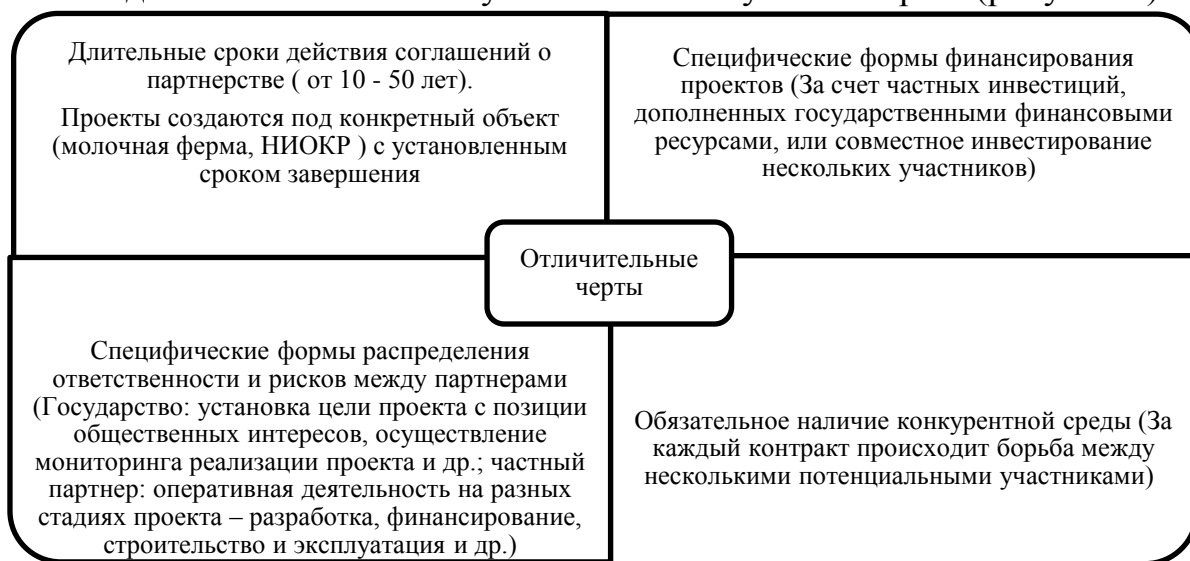 Длительные сроки действия соглашений о
партнерстве ( от 10 - 50 лет).
Проекты создаются под конкретный объект
(молочная ферма, НИОКР ) с установленным
сроком завершения
Специфические формы финансирования
проектов (За счет частных инвестиций,
дополненных государственными финансовыми
ресурсами, или совместное инвестирование
нескольких участников)
Отличительные
черты
Специфические формы распределения
ответственности и рисков между партнерами
(Государство: установка цели проекта с позиции
общественных интересов, осуществление
мониторинга реализации проекта и др.; частный
партнер: оперативная деятельность на разных
стадиях проекта – разработка, финансирование,
строительство и эксплуатация и др.)
Обязательное наличие конкурентной среды (За
каждый контракт происходит борьба между
несколькими потенциальными участниками)